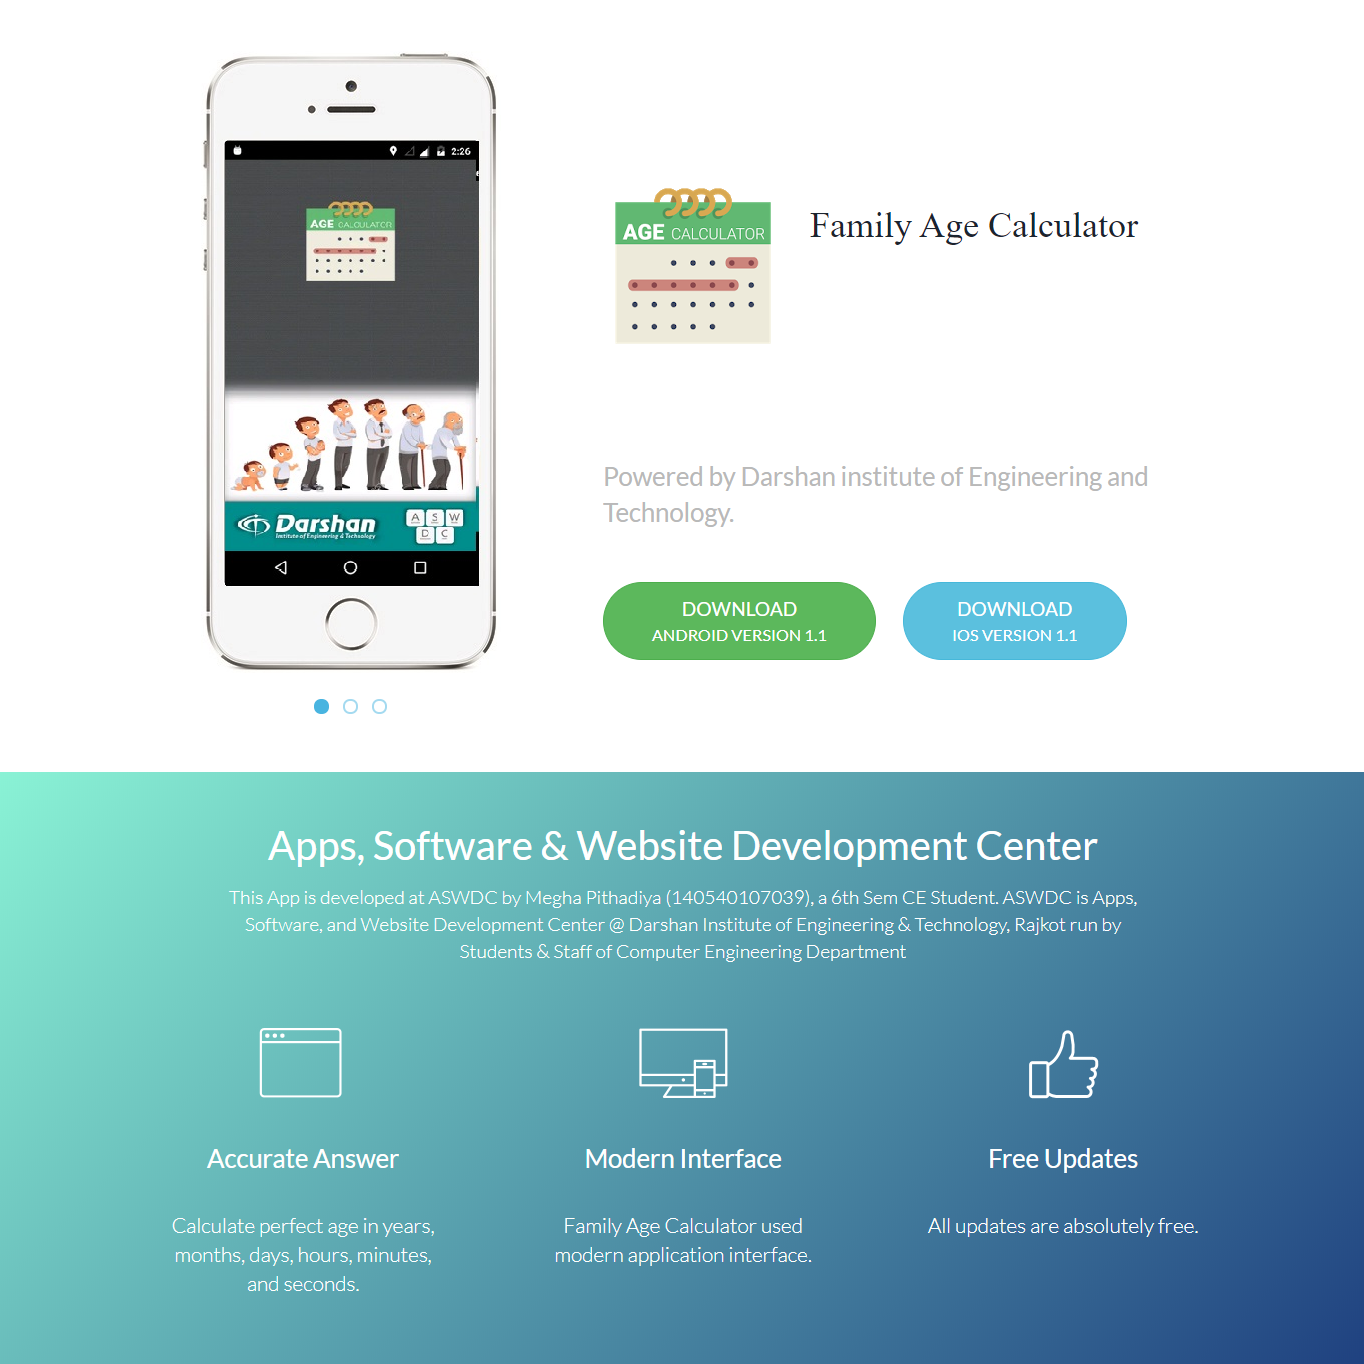 2:26
AGE CALCULATOR
Darshan
Institute of Engineering & Technology
A S W
D C
AGE CALCULATOR
Family Age Calculator
Powered by Darshan institute of Engineering and
Technology.
DOWNLOAD
ANDROID VERSION 1.1
DOWNLOAD
IOS VERSION 1.1
Apps, Software & Website Development Center
This App is developed at ASWDC by Megha Pithadiya (140540107039), a 6th Sem CE Student. ASWDC is Apps,
Software, and Website Development Center @ Darshan Institute of Engineering & Technology, Rajkot run by
Students & Staff of Computer Engineering Department
Accurate Answer
Calculate perfect age in years,
months, days, hours, minutes,
and seconds.
Modern Interface
Family Age Calculator used
modern application interface.
Free Updates
All updates are absolutely free.